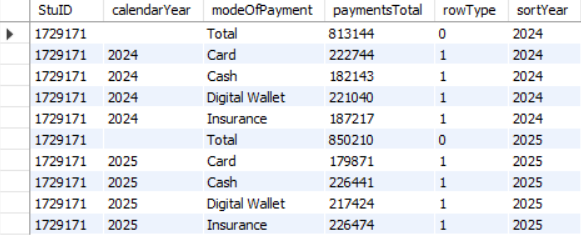 StuID calendarYear modeOfPayment paymentsTotal rowType sortYear
1729171 Total 813144 0 2024
1729171 2024 Card 222744 1 2024
1729171 2024 Cash 182143 1 2024
1729171 2024 Digital Wallet 221040 1 2024
1729171 2024 Insurance 187217 1 2024
1729171 Total 850210 0 2025
1729171 2025 Card 179871 1 2025
1729171 2025 Cash 226441 1 2025
1729171 2025 Digital Wallet 217424 1 2025
1729171 2025 Insurance 226474 1 2025